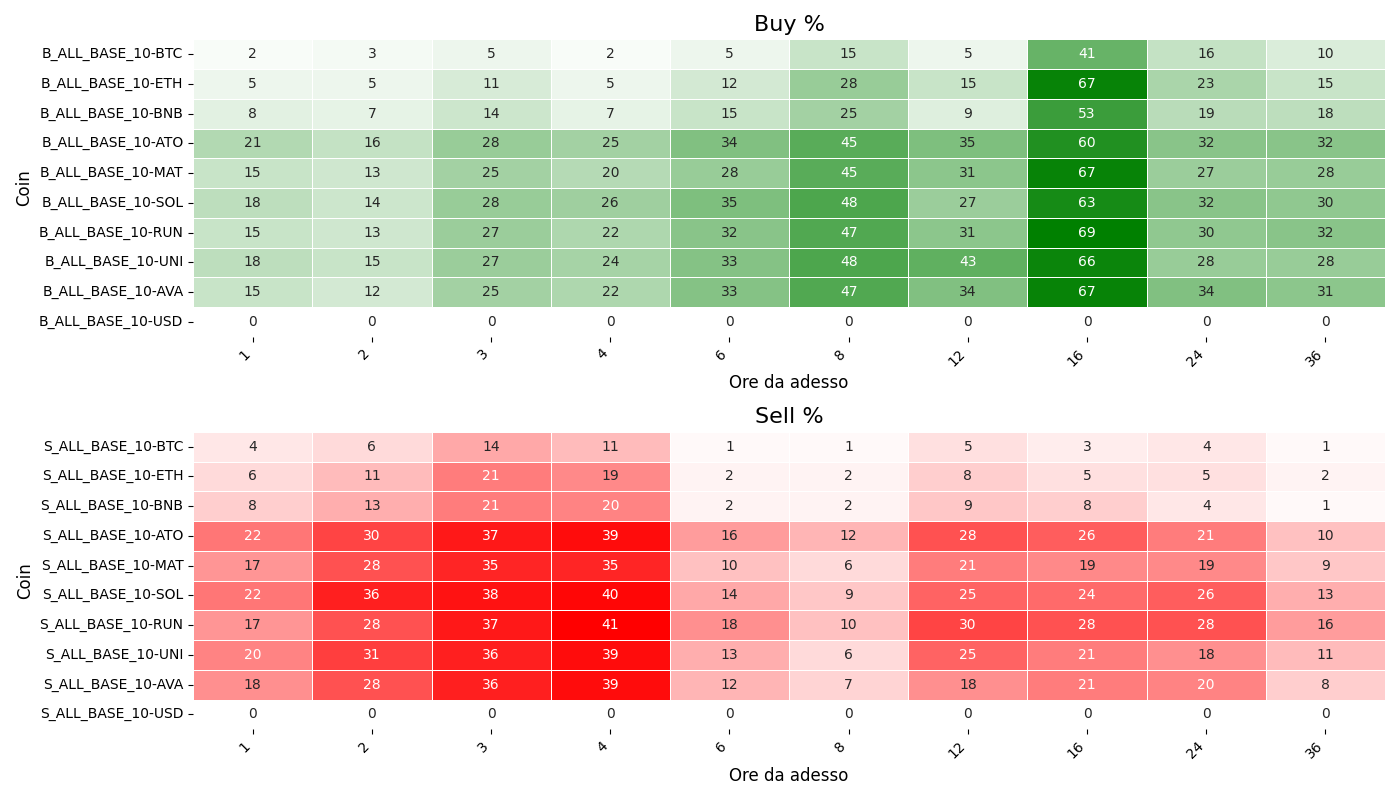 Buy %
Coin
B_ALL_BASE_10-BTC 2 3 5 2 5 15 5 41 16 10
B_ALL_BASE_10-ETH 5 5 11 5 12 28 15 67 23 15
B_ALL_BASE_10-BNB 8 7 14 7 15 25 9 53 19 18
B_ALL_BASE_10-ATO 21 16 28 25 34 45 35 60 32 32
B_ALL_BASE_10-MAT 15 13 25 20 28 45 31 67 27 28
B_ALL_BASE_10-SOL 18 14 28 26 35 48 27 63 32 30
B_ALL_BASE_10-RUN 15 13 27 22 32 47 31 69 30 32
B_ALL_BASE_10-UNI 18 15 27 24 33 48 43 66 28 28
B_ALL_BASE_10-AVA 15 12 25 22 33 47 34 67 34 31
B_ALL_BASE_10-USD 0 0 0 0 0 0 0 0 0 0
1 2 3 4 6 8 12 16 24 36
Ore da adesso
Sell %
Coin
S_ALL_BASE_10-BTC 4 6 14 11 1 1 5 3 4 1
S_ALL_BASE_10-ETH 6 11 21 19 2 2 8 5 5 2
S_ALL_BASE_10-BNB 8 13 21 20 2 2 9 8 4 1
S_ALL_BASE_10-ATO 22 30 37 39 16 12 28 26 21 10
S_ALL_BASE_10-MAT 17 28 35 35 10 6 21 19 19 9
S_ALL_BASE_10-SOL 22 36 38 40 14 9 25 24 26 13
S_ALL_BASE_10-RUN 17 28 37 41 18 10 30 28 28 16
S_ALL_BASE_10-UNI 20 31 36 39 13 6 25 21 18 11
S_ALL_BASE_10-AVA 18 28 36 39 12 7 18 21 20 8
S_ALL_BASE_10-USD 0 0 0 0 0 0 0 0 0 0
1 2 3 4 6 8 12 16 24 36
Ore da adesso